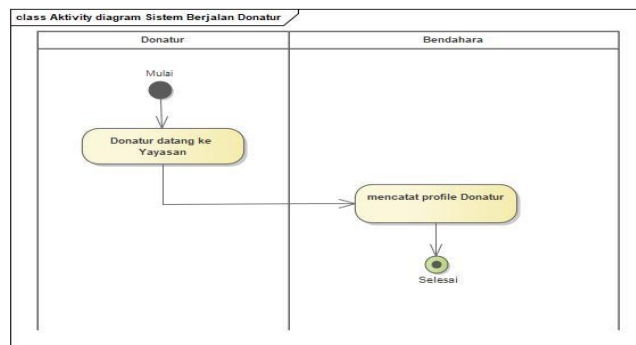 class Aktivity diagram Sistem Berjalan Donatur
Donatur
Bendahara
Mulai
Donatur datang ke
Yayasan
mencatat profile Donatur
Selesai